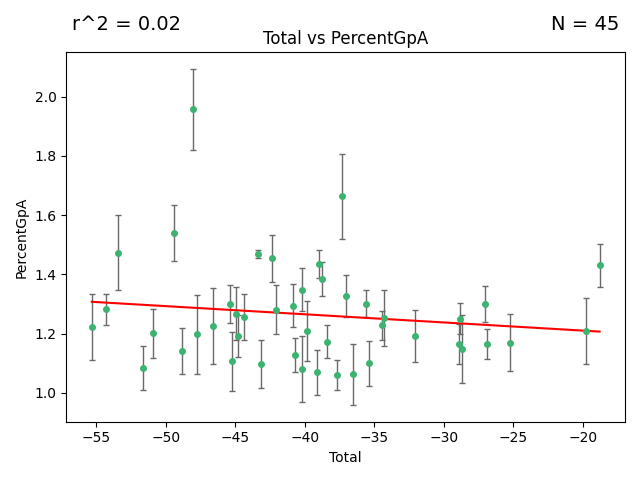 r^2 = 0.02
N = 45
Total vs PercentGpA
PercentGpA
2.0
1.8
1.6
1.4
1.2
1.0
−55
−50
−45
−40
−35
−30
−25
−20
Total